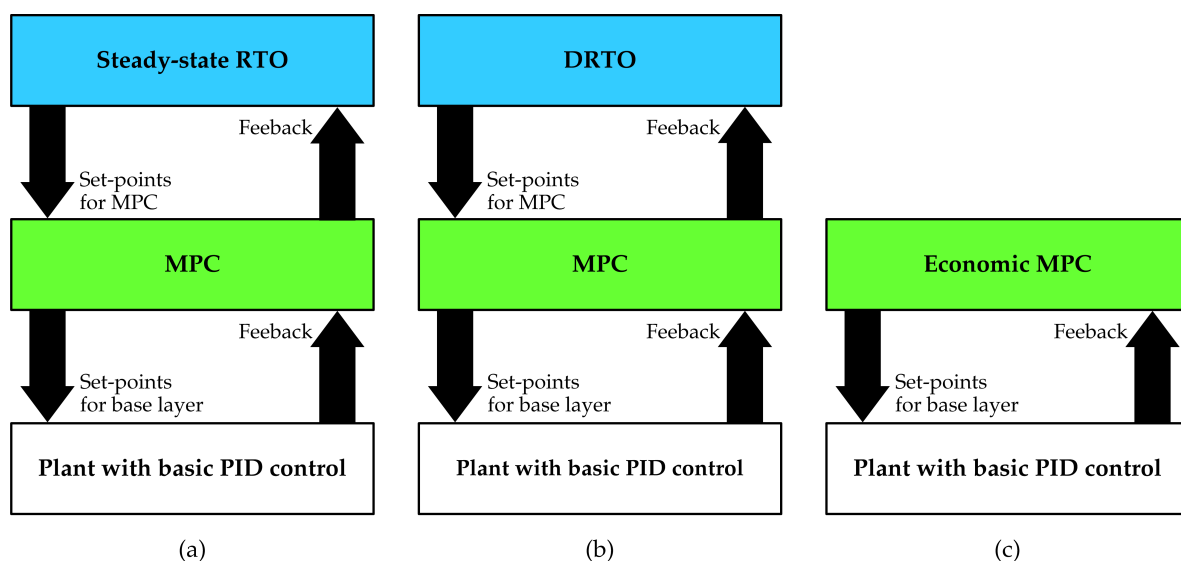 Steady-state RTO
Feeback
Set-points
for MPC
MPC
Feeback
Set-points
for base layer
Plant with basic PID control
(a)
DRTO
Feeback
Set-points
for MPC
MPC
Feeback
Set-points
for base layer
Plant with basic PID control
(b)
Economic MPC
Feeback
Set-points
for base layer
Plant with basic PID control
(c)